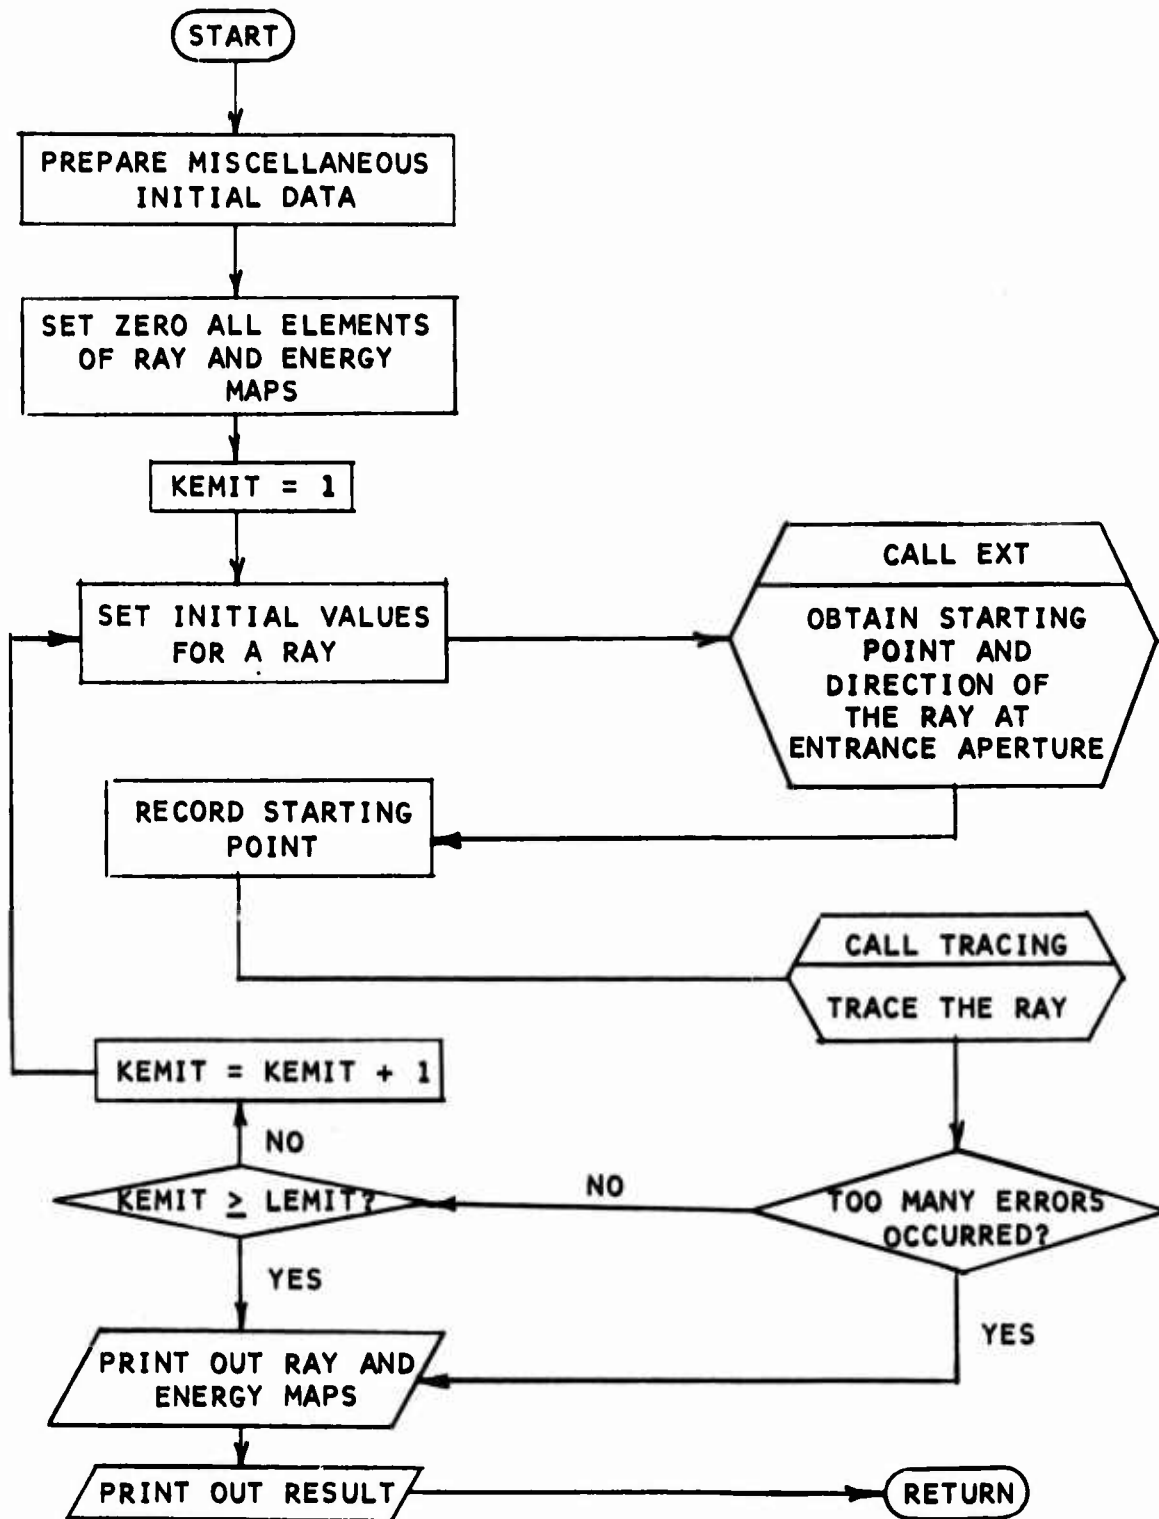 START
PREPARE MISCELLANEOUS
INITIAL DATA
SET ZERO ALL ELEMENTS
OF RAY AND ENERGY
MAPS
KEMIT = 1
SET INITIAL VALUES
FOR A RAY
CALL EXT
OBTAIN STARTING
POINT AND
DIRECTION OF
THE RAY AT
ENTRANCE APERTURE
RECORD STARTING
POINT
CALL TRACING
TRACE THE RAY
TOO MANY ERRORS
OCCURRED?
NO
KEMIT ≥ LEMIT?
NO
KEMIT = KEMIT + 1
YES
YES
PRINT OUT RAY AND
ENERGY MAPS
PRINT OUT RESULT
RETURN